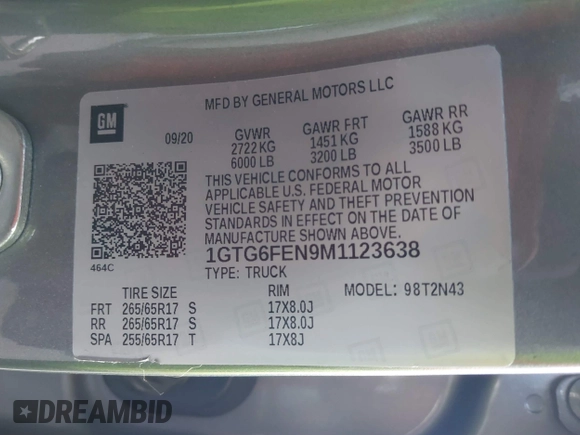 MFD BY GENERAL MOTORS LLC
GM
09/20 GVWR GAWR FRT GAWR RR
2722 KG 1451 KG 1588 KG
6000 LB 3200 LB 3500 LB
THIS VEHICLE CONFORMS TO ALL
APPLICABLE U.S. FEDERAL MOTOR
VEHICLE SAFETY AND THEFT PREVENTION
STANDARDS IN EFFECT ON THE DATE OF
MANUFACTURE SHOWN ABOVE.
464C
1GTG6FEN9M1123638
TYPE: TRUCK
TIRE SIZE RIM MODEL: 98T2N43
FRT 265/65R17 S 17X8.0J
RR 265/65R17 S 17X8.0J
SPA 255/65R17 T 17X8J
DREAMBID